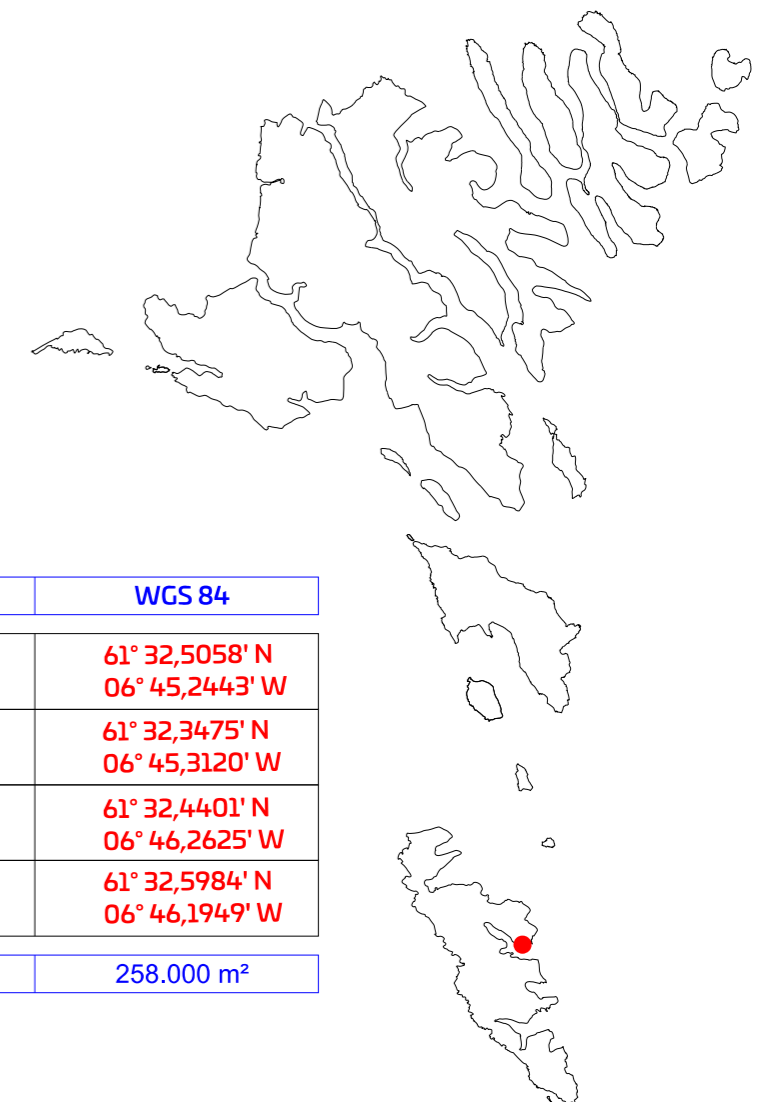 WGS 84
61° 32,5058' N
06° 45,2443' W
61° 32,3475' N
06° 45,3120' W
61° 32,4401' N
06° 46,2625' W
61° 32,5984' N
06° 46,1949' W
258.000 m²